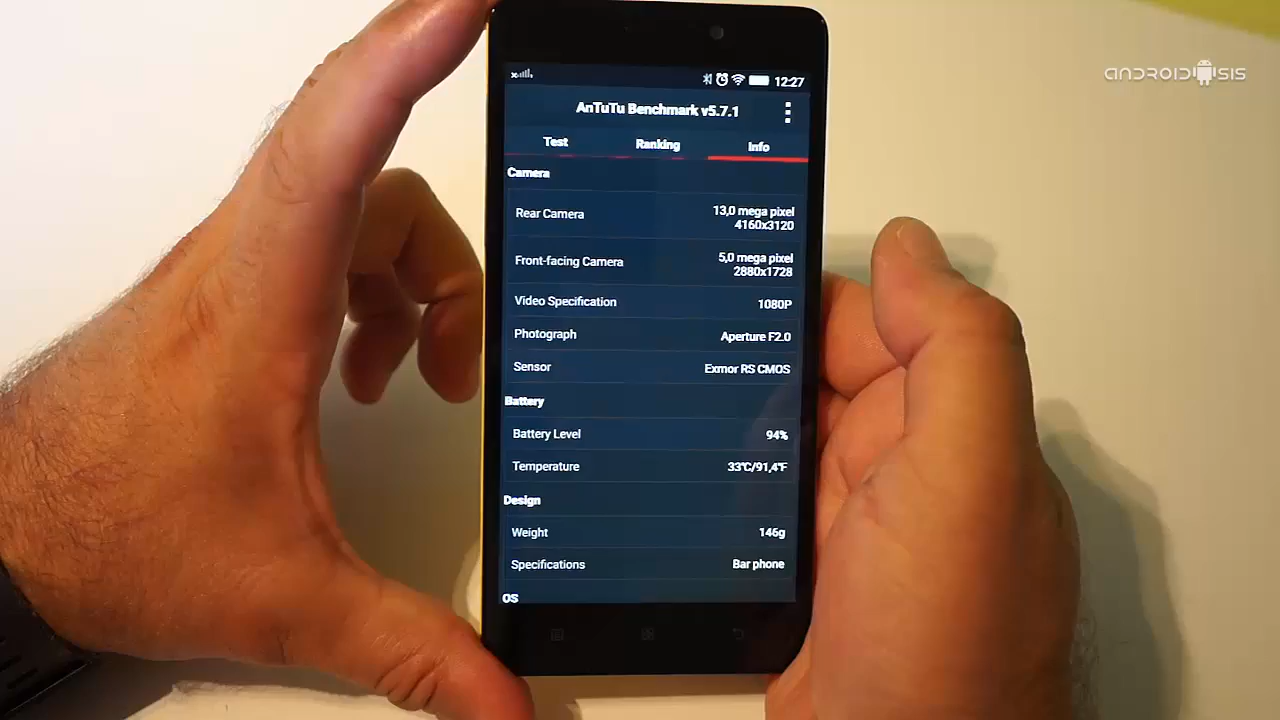 ANDROIDSIS
12:27
AnTuTu Benchmark v5.7.1
Test Ranking Info
Camera
Rear Camera 13,0 mega pixel
4160x3120
Front-facing Camera 5,0 mega pixel
2880x1728
Video Specification 1080P
Photograph Aperture F2.0
Sensor Exmor RS CMOS
Battery
Battery Level 94%
Temperature 33℃/91,4℉
Design
Weight 146g
Specifications Bar phone
OS